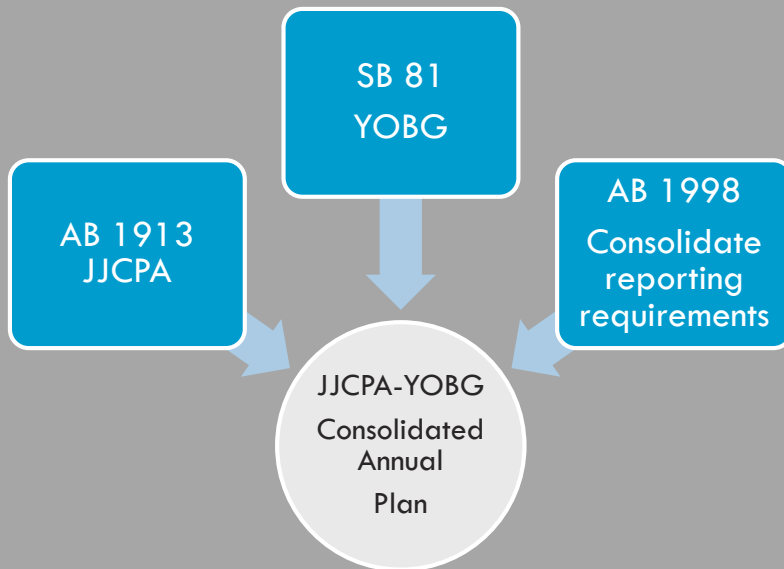 SB 81
YOBG
AB 1913
JJCPA
AB 1998
Consolidate
reporting
requirements
JJCPA-YOBG
Consolidated
Annual
Plan